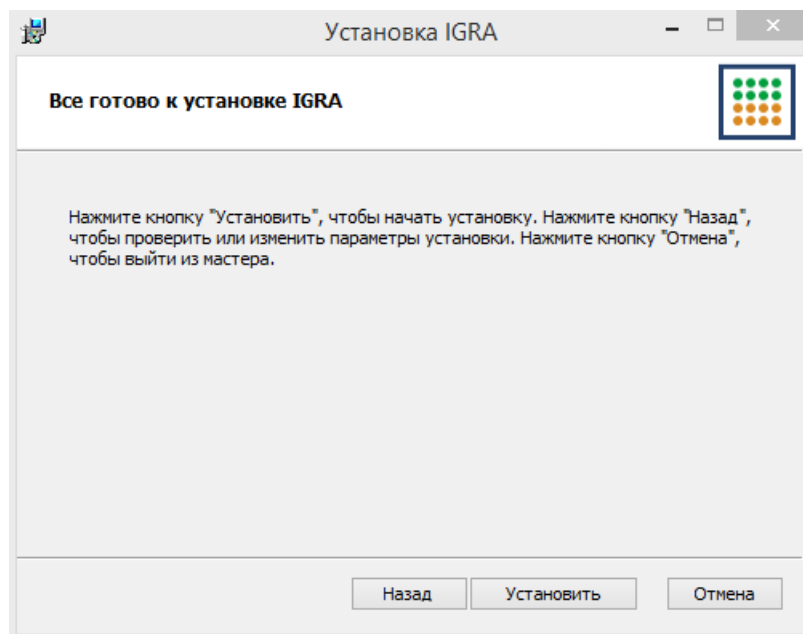 Установка IGRA
Все готово к установке IGRA
Нажмите кнопку "Установить", чтобы начать установку. Нажмите кнопку "Назад",
чтобы проверить или изменить параметры установки. Нажмите кнопку "Отмена",
чтобы выйти из мастера.
Назад
Установить
Отмена